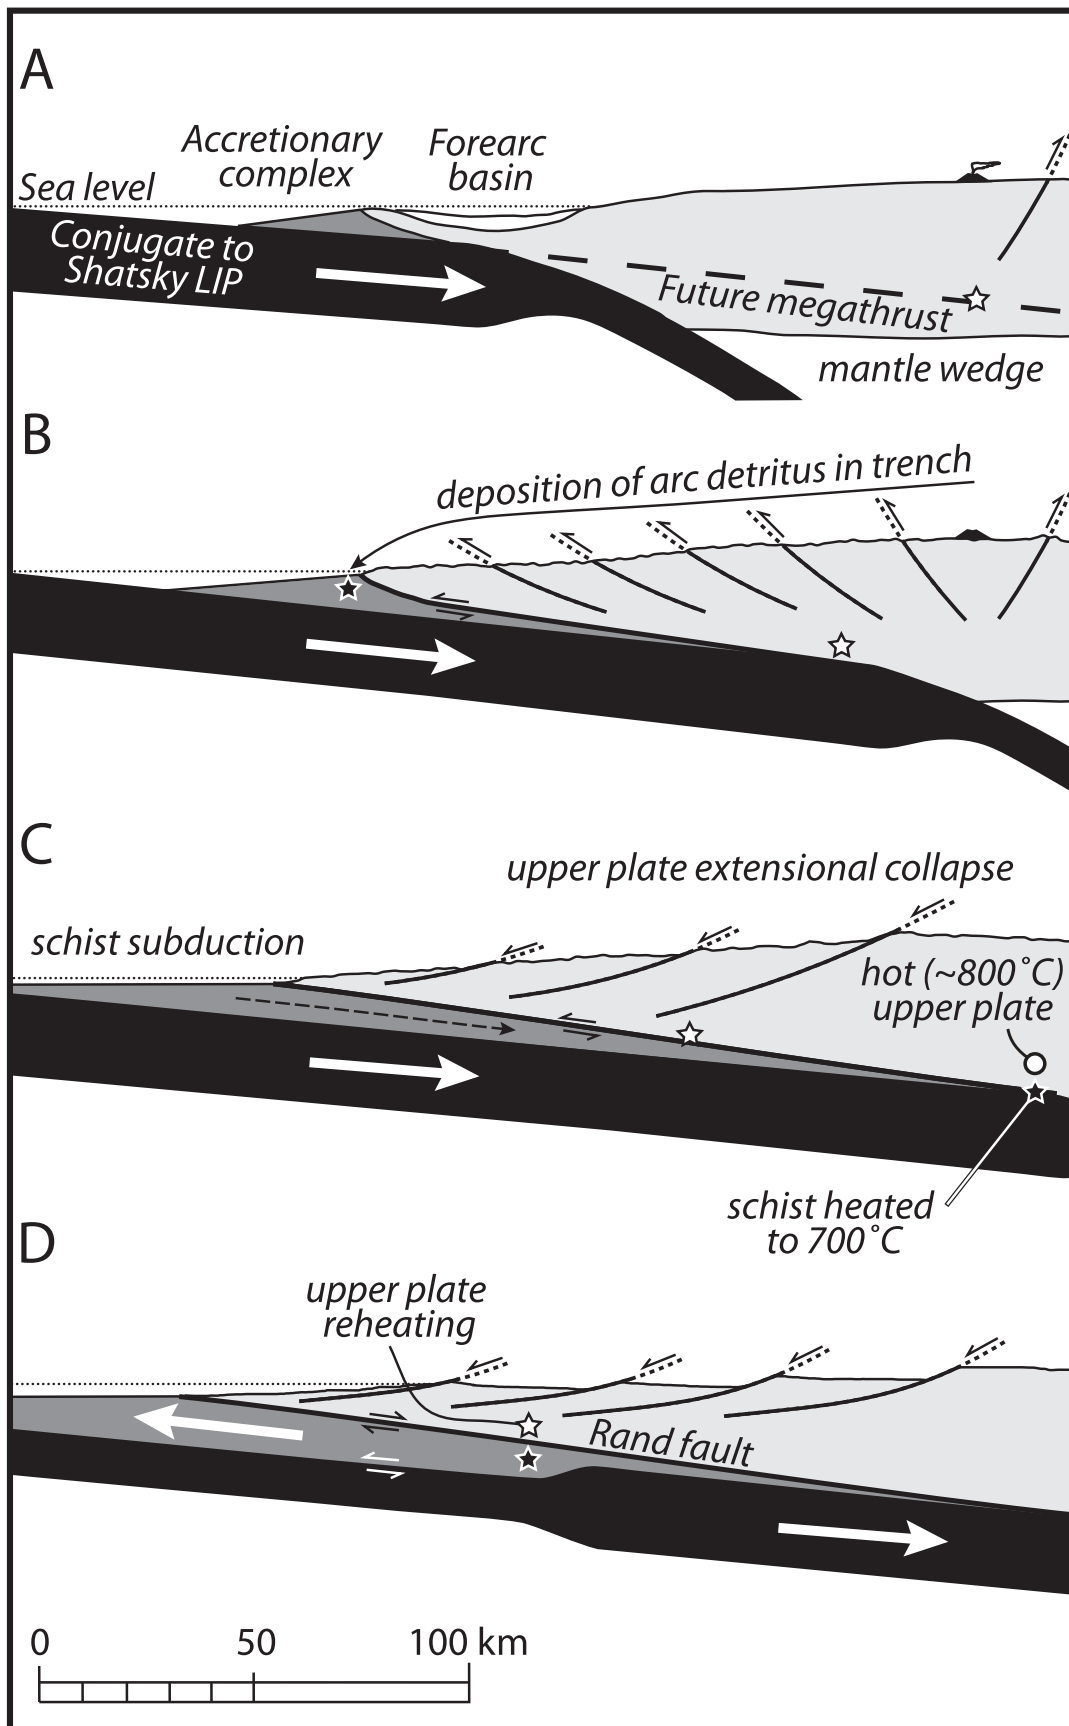 A
Accretionary
complex
Forearc
basin
Sea level
Conjugate to
Shatsky LIP
Future megathrust
mantle wedge
B
deposition of arc detritus in trench
C
upper plate extensional collapse
schist subduction
hot (~800˚C)
upper plate
schist heated
to 700˚C
D
upper plate
reheating
Rand fault
0 50 100 km